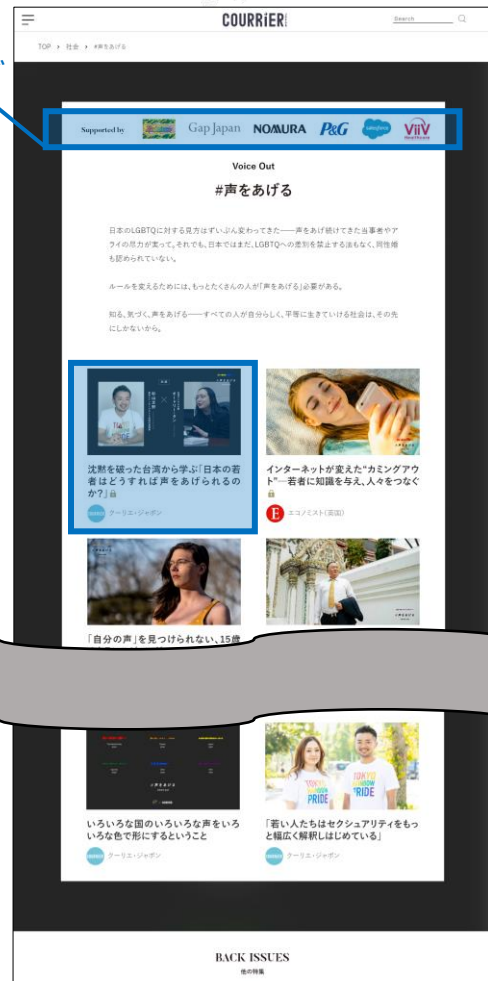 COURRiER!
Search
TOP › 社会 › #声をあげる
Supported by
Gap Japan NOMURA P&G salesforce ViiV
Healthcare
Voice Out
#声をあげる
日本のLGBTQに対する見方はずいぶん変わってきた──声をあげ続けてきた当事者やア
ライの尽力が実って。それでも、日本ではまだ、LGBTQへの差別を禁止する法もなく、同性婚
も認められていない。
ルールを変えるためには、もっとたくさんの人が「声をあげる」必要がある。
知る、気づく、声をあげる──すべての人が自分らしく、平等に生きていける社会は、その先
にしかないから。
沈黙を破った台湾から学ぶ「日本の若
者はどうすれば声をあげられるの
か?」
クーリエ・ジャポン
インターネットが変えた“カミングアウ
ト”─若者に知識を与え、人々をつなぐ
E エコノミスト(英国)
「自分の声」を見つけられない、15歳
#声をあげる
いろいろな国のいろいろな声をいろ
いろな色で形にするということ
クーリエ・ジャポン
TOKYO
RAINBOW
PRIDE
TOKYO
RAINBOW
PRIDE
「若い人たちはセクシュアリティをもっ
と幅広く解釈しはじめている」
クーリエ・ジャポン
BACK ISSUES
他の特集